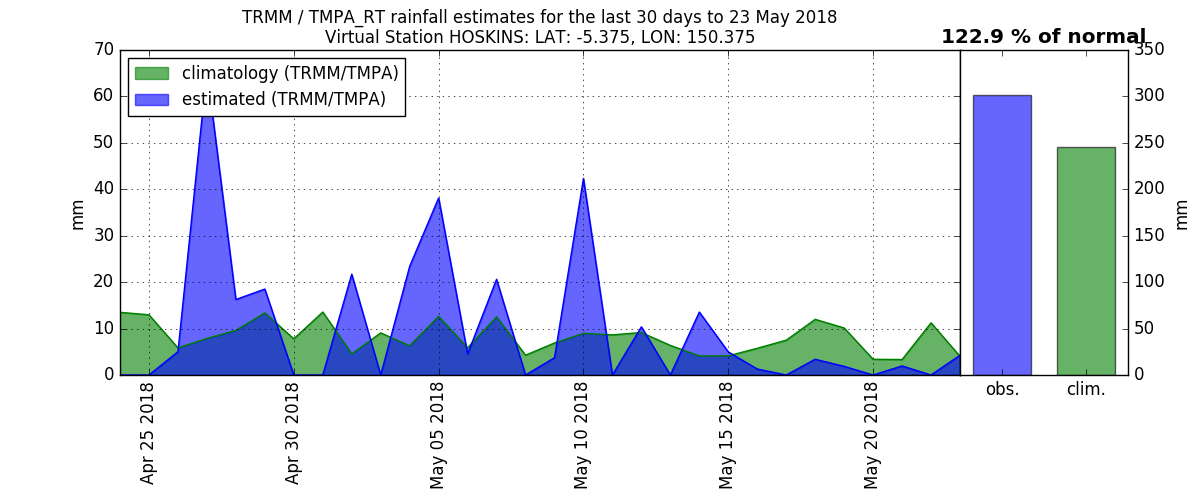 TRMM / TMPA_RT rainfall estimates for the last 30 days to 23 May 2018
Virtual Station HOSKINS: LAT: -5.375, LON: 150.375
122.9 % of normal
climatology (TRMM/TMPA)
estimated (TRMM/TMPA)
70
60
50
40
30
20
10
0
mm
Apr 25 2018
Apr 30 2018
May 05 2018
May 10 2018
May 15 2018
May 20 2018
350
300
250
200
150
100
50
0
mm
obs.
clim.